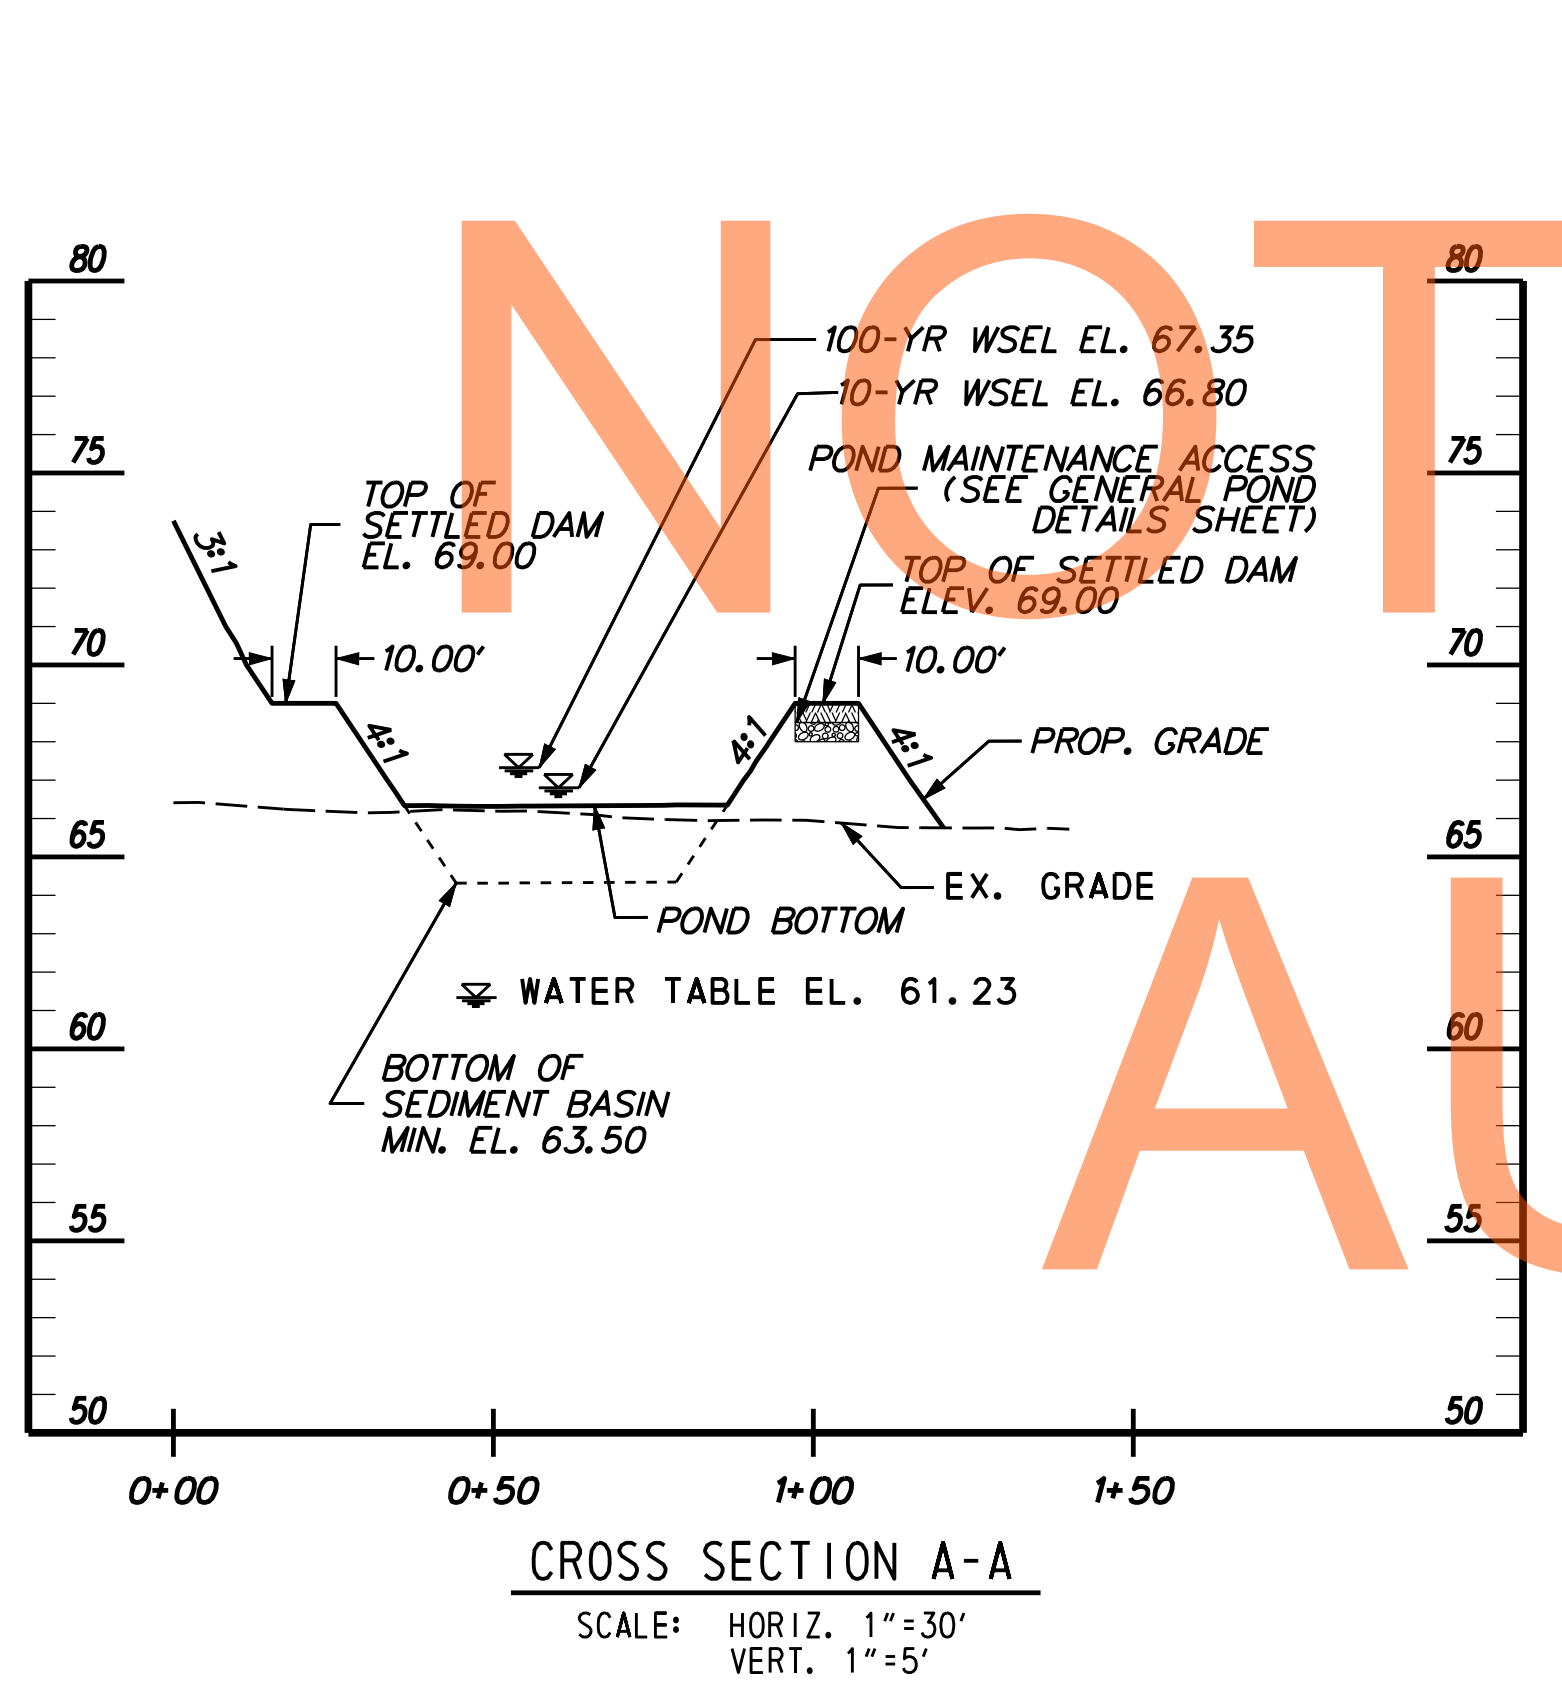 NOT
80
80
100-YR WSEL EL. 67.35
10-YR WSEL EL. 66.80
75
75
POND MAINTENANCE ACCESS
(SEE GENERAL POND
DETAILS SHEET)
TOP OF
SETTLED DAM
EL. 69.00
3:1
TOP OF SETTLED DAM
ELEV. 69.00
70
70
10.00'
10.00'
4:1
4:1
4:1
PROP. GRADE
65
65
EX. GRADE
POND BOTTOM
AU
WATER TABLE EL. 61.23
60
60
BOTTOM OF
SEDIMENT BASIN
MIN. EL. 63.50
55
55
50
50
0+00
0+50
1+00
1+50
CROSS SECTION A-A
SCALE: HORIZ. 1"=30'
VERT. 1"=5'